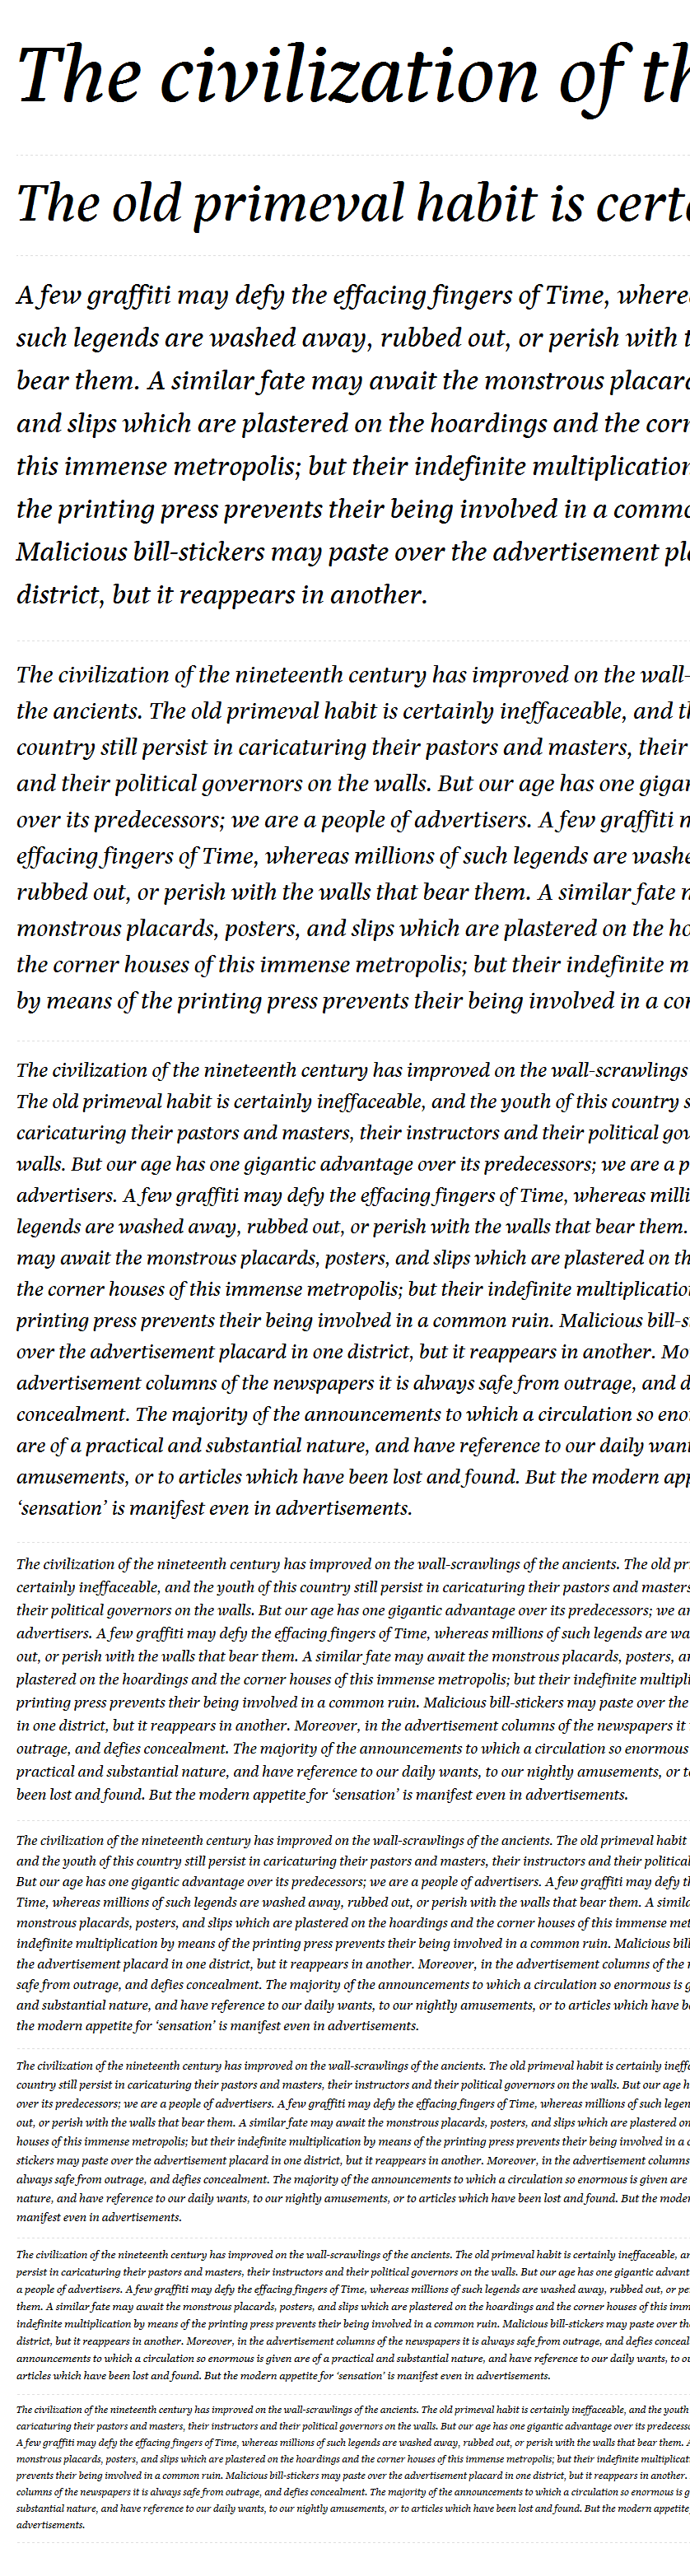 The civilization of th
The old primeval habit is certa
A few graffiti may defy the effacing fingers of Time, where
such legends are washed away, rubbed out, or perish with t
bear them. A similar fate may await the monstrous placard
and slips which are plastered on the hoardings and the corn
this immense metropolis; but their indefinite multiplication
the printing press prevents their being involved in a commo
Malicious bill-stickers may paste over the advertisement pla
district, but it reappears in another.
The civilization of the nineteenth century has improved on the wall-
the ancients. The old primeval habit is certainly ineffaceable, and th
country still persist in caricaturing their pastors and masters, their
and their political governors on the walls. But our age has one gigan
over its predecessors; we are a people of advertisers. A few graffiti m
effacing fingers of Time, whereas millions of such legends are washe
rubbed out, or perish with the walls that bear them. A similar fate m
monstrous placards, posters, and slips which are plastered on the ho
the corner houses of this immense metropolis; but their indefinite m
by means of the printing press prevents their being involved in a com
The civilization of the nineteenth century has improved on the wall-scrawlings
The old primeval habit is certainly ineffaceable, and the youth of this country s
caricaturing their pastors and masters, their instructors and their political gov
walls. But our age has one gigantic advantage over its predecessors; we are a p
advertisers. A few graffiti may defy the effacing fingers of Time, whereas milli
legends are washed away, rubbed out, or perish with the walls that bear them.
may await the monstrous placards, posters, and slips which are plastered on th
the corner houses of this immense metropolis; but their indefinite multiplication
printing press prevents their being involved in a common ruin. Malicious bill-s
over the advertisement placard in one district, but it reappears in another. Mo
advertisement columns of the newspapers it is always safe from outrage, and d
concealment. The majority of the announcements to which a circulation so eno
are of a practical and substantial nature, and have reference to our daily want
amusements, or to articles which have been lost and found. But the modern app
‘sensation’ is manifest even in advertisements.
The civilization of the nineteenth century has improved on the wall-scrawlings of the ancients. The old pri
certainly ineffaceable, and the youth of this country still persist in caricaturing their pastors and masters
their political governors on the walls. But our age has one gigantic advantage over its predecessors; we ar
advertisers. A few graffiti may defy the effacing fingers of Time, whereas millions of such legends are wa
out, or perish with the walls that bear them. A similar fate may await the monstrous placards, posters, an
plastered on the hoardings and the corner houses of this immense metropolis; but their indefinite multipli
printing press prevents their being involved in a common ruin. Malicious bill-stickers may paste over the
in one district, but it reappears in another. Moreover, in the advertisement columns of the newspapers it
outrage, and defies concealment. The majority of the announcements to which a circulation so enormous
practical and substantial nature, and have reference to our daily wants, to our nightly amusements, or to
been lost and found. But the modern appetite for ‘sensation’ is manifest even in advertisements.
The civilization of the nineteenth century has improved on the wall-scrawlings of the ancients. The old primeval habit
and the youth of this country still persist in caricaturing their pastors and masters, their instructors and their political
But our age has one gigantic advantage over its predecessors; we are a people of advertisers. A few graffiti may defy th
Time, whereas millions of such legends are washed away, rubbed out, or perish with the walls that bear them. A simila
monstrous placards, posters, and slips which are plastered on the hoardings and the corner houses of this immense met
indefinite multiplication by means of the printing press prevents their being involved in a common ruin. Malicious bill
the advertisement placard in one district, but it reappears in another. Moreover, in the advertisement columns of the n
safe from outrage, and defies concealment. The majority of the announcements to which a circulation so enormous is g
and substantial nature, and have reference to our daily wants, to our nightly amusements, or to articles which have be
the modern appetite for ‘sensation’ is manifest even in advertisements.
The civilization of the nineteenth century has improved on the wall-scrawlings of the ancients. The old primeval habit is certainly ineffa
country still persist in caricaturing their pastors and masters, their instructors and their political governors on the walls. But our age h
over its predecessors; we are a people of advertisers. A few graffiti may defy the effacing fingers of Time, whereas millions of such legen
out, or perish with the walls that bear them. A similar fate may await the monstrous placards, posters, and slips which are plastered on
houses of this immense metropolis; but their indefinite multiplication by means of the printing press prevents their being involved in a c
stickers may paste over the advertisement placard in one district, but it reappears in another. Moreover, in the advertisement columns
always safe from outrage, and defies concealment. The majority of the announcements to which a circulation so enormous is given are
nature, and have reference to our daily wants, to our nightly amusements, or to articles which have been lost and found. But the moder
manifest even in advertisements.
The civilization of the nineteenth century has improved on the wall-scrawlings of the ancients. The old primeval habit is certainly ineffaceable, an
persist in caricaturing their pastors and masters, their instructors and their political governors on the walls. But our age has one gigantic advant
a people of advertisers. A few graffiti may defy the effacing fingers of Time, whereas millions of such legends are washed away, rubbed out, or pe
them. A similar fate may await the monstrous placards, posters, and slips which are plastered on the hoardings and the corner houses of this imm
indefinite multiplication by means of the printing press prevents their being involved in a common ruin. Malicious bill-stickers may paste over th
district, but it reappears in another. Moreover, in the advertisement columns of the newspapers it is always safe from outrage, and defies conceal
announcements to which a circulation so enormous is given are of a practical and substantial nature, and have reference to our daily wants, to ou
articles which have been lost and found. But the modern appetite for ‘sensation’ is manifest even in advertisements.
The civilization of the nineteenth century has improved on the wall-scrawlings of the ancients. The old primeval habit is certainly ineffaceable, and the youth
caricaturing their pastors and masters, their instructors and their political governors on the walls. But our age has one gigantic advantage over its predecesso
A few graffiti may defy the effacing fingers of Time, whereas millions of such legends are washed away, rubbed out, or perish with the walls that bear them. A
monstrous placards, posters, and slips which are plastered on the hoardings and the corner houses of this immense metropolis; but their indefinite multiplicat
prevents their being involved in a common ruin. Malicious bill-stickers may paste over the advertisement placard in one district, but it reappears in another.
columns of the newspapers it is always safe from outrage, and defies concealment. The majority of the announcements to which a circulation so enormous is g
substantial nature, and have reference to our daily wants, to our nightly amusements, or to articles which have been lost and found. But the modern appetite
advertisements.